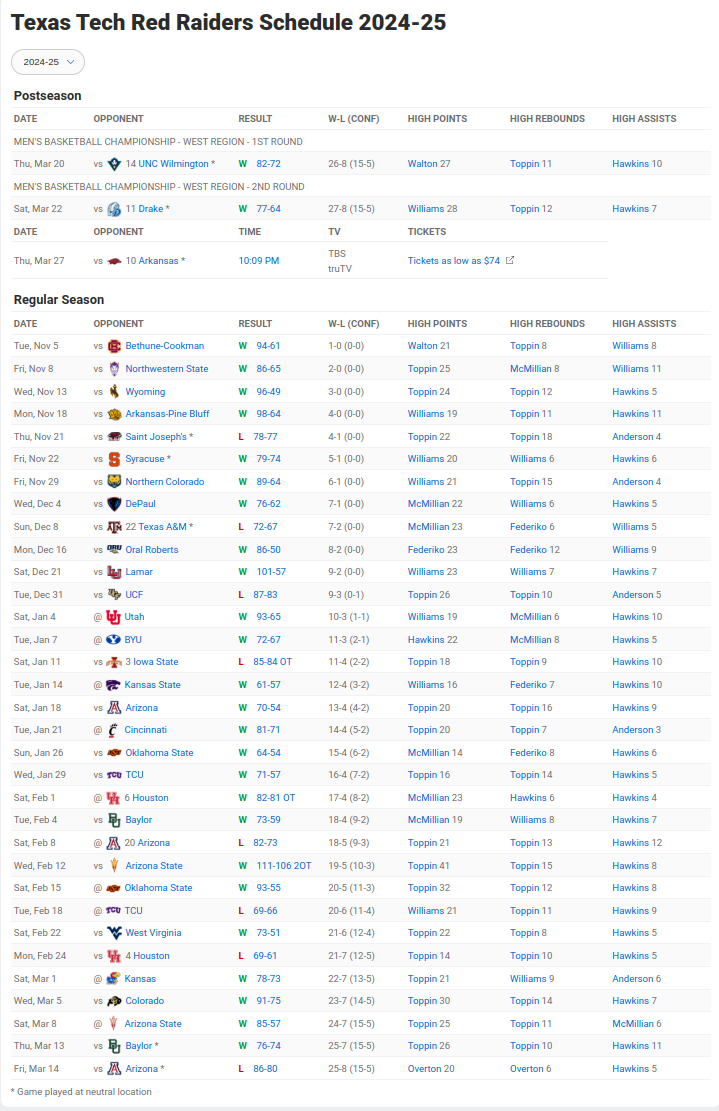 Texas Tech Red Raiders Schedule 2024-25
2024-25
Postseason
DATE OPPONENT RESULT W-L (CONF) HIGH POINTS HIGH REBOUNDS HIGH ASSISTS
MEN'S BASKETBALL CHAMPIONSHIP - WEST REGION - 1ST ROUND
Thu, Mar 20 vs 14 UNC Wilmington * W 82-72 26-8 (15-5) Walton 27 Toppin 11 Hawkins 10
MEN'S BASKETBALL CHAMPIONSHIP - WEST REGION - 2ND ROUND
Sat, Mar 22 vs 11 Drake * W 77-64 27-8 (15-5) Williams 28 Toppin 12 Hawkins 7
DATE OPPONENT TIME TV TICKETS
Thu, Mar 27 vs 10 Arkansas * 10:09 PM TBS truTV Tickets as low as $74
Regular Season
DATE OPPONENT RESULT W-L (CONF) HIGH POINTS HIGH REBOUNDS HIGH ASSISTS
Tue, Nov 5 vs Bethune-Cookman W 94-61 1-0 (0-0) Walton 21 Toppin 8 Williams 8
Fri, Nov 8 vs Northwestern State W 86-65 2-0 (0-0) Toppin 25 McMillian 8 Williams 11
Wed, Nov 13 vs Wyoming W 96-49 3-0 (0-0) Toppin 24 Toppin 12 Hawkins 5
Mon, Nov 18 vs Arkansas-Pine Bluff W 98-64 4-0 (0-0) Williams 19 Toppin 11 Hawkins 11
Thu, Nov 21 vs Saint Joseph's * L 78-77 4-1 (0-0) Toppin 22 Toppin 18 Anderson 4
Fri, Nov 22 vs Syracuse * W 79-74 5-1 (0-0) Williams 20 Williams 6 Hawkins 6
Fri, Nov 29 vs Northern Colorado W 89-64 6-1 (0-0) Williams 21 Toppin 15 Anderson 4
Wed, Dec 4 vs DePaul W 76-62 7-1 (0-0) McMillian 22 Williams 6 Hawkins 5
Sun, Dec 8 vs 22 Texas A&M * L 72-67 7-2 (0-0) McMillian 23 Federiko 6 Williams 5
Mon, Dec 16 vs Oral Roberts W 86-50 8-2 (0-0) Federiko 23 Federiko 12 Williams 9
Sat, Dec 21 vs Lamar W 101-57 9-2 (0-0) Williams 23 Williams 7 Hawkins 7
Tue, Dec 31 vs UCF L 87-83 9-3 (0-1) Toppin 26 Toppin 10 Anderson 5
Sat, Jan 4 @ Utah W 93-65 10-3 (1-1) Williams 19 McMillian 6 Hawkins 10
Tue, Jan 7 @ BYU W 72-67 11-3 (2-1) Hawkins 22 McMillian 8 Hawkins 5
Sat, Jan 11 vs 3 Iowa State L 85-84 OT 11-4 (2-2) Toppin 18 Toppin 9 Hawkins 10
Tue, Jan 14 @ Kansas State W 61-57 12-4 (3-2) Williams 16 Federiko 7 Hawkins 10
Sat, Jan 18 vs Arizona W 70-54 13-4 (4-2) Toppin 20 Toppin 16 Hawkins 9
Tue, Jan 21 @ Cincinnati W 81-71 14-4 (5-2) Toppin 20 Toppin 7 Anderson 3
Sun, Jan 26 vs Oklahoma State W 64-54 15-4 (6-2) McMillian 14 Federiko 8 Hawkins 6
Wed, Jan 29 vs TCU W 71-57 16-4 (7-2) Toppin 16 Toppin 14 Hawkins 5
Sat, Feb 1 @ 6 Houston W 82-81 OT 17-4 (8-2) McMillian 23 Hawkins 6 Hawkins 4
Tue, Feb 4 vs Baylor W 73-59 18-4 (9-2) McMillian 19 Williams 8 Hawkins 7
Sat, Feb 8 @ 20 Arizona L 82-73 18-5 (9-3) Toppin 21 Toppin 13 Hawkins 12
Wed, Feb 12 vs Arizona State W 111-106 2OT 19-5 (10-3) Toppin 41 Toppin 15 Hawkins 8
Sat, Feb 15 @ Oklahoma State W 93-55 20-5 (11-3) Toppin 32 Toppin 12 Hawkins 8
Tue, Feb 18 @ TCU L 69-66 20-6 (11-4) Williams 21 Toppin 11 Hawkins 9
Sat, Feb 22 vs West Virginia W 73-51 21-6 (12-4) Toppin 22 Toppin 8 Hawkins 5
Mon, Feb 24 vs 4 Houston L 69-61 21-7 (12-5) Toppin 14 Toppin 10 Hawkins 5
Sat, Mar 1 @ Kansas W 78-73 22-7 (13-5) Toppin 21 Williams 9 Anderson 6
Wed, Mar 5 vs Colorado W 91-75 23-7 (14-5) Toppin 30 Toppin 14 Hawkins 7
Sat, Mar 8 @ Arizona State W 85-57 24-7 (15-5) Toppin 25 Toppin 11 McMillian 6
Thu, Mar 13 vs Baylor * W 76-74 25-7 (15-5) Toppin 26 Toppin 10 Hawkins 11
Fri, Mar 14 vs Arizona * L 86-80 25-8 (15-5) Overton 20 Overton 6 Hawkins 5
* Game played at neutral location